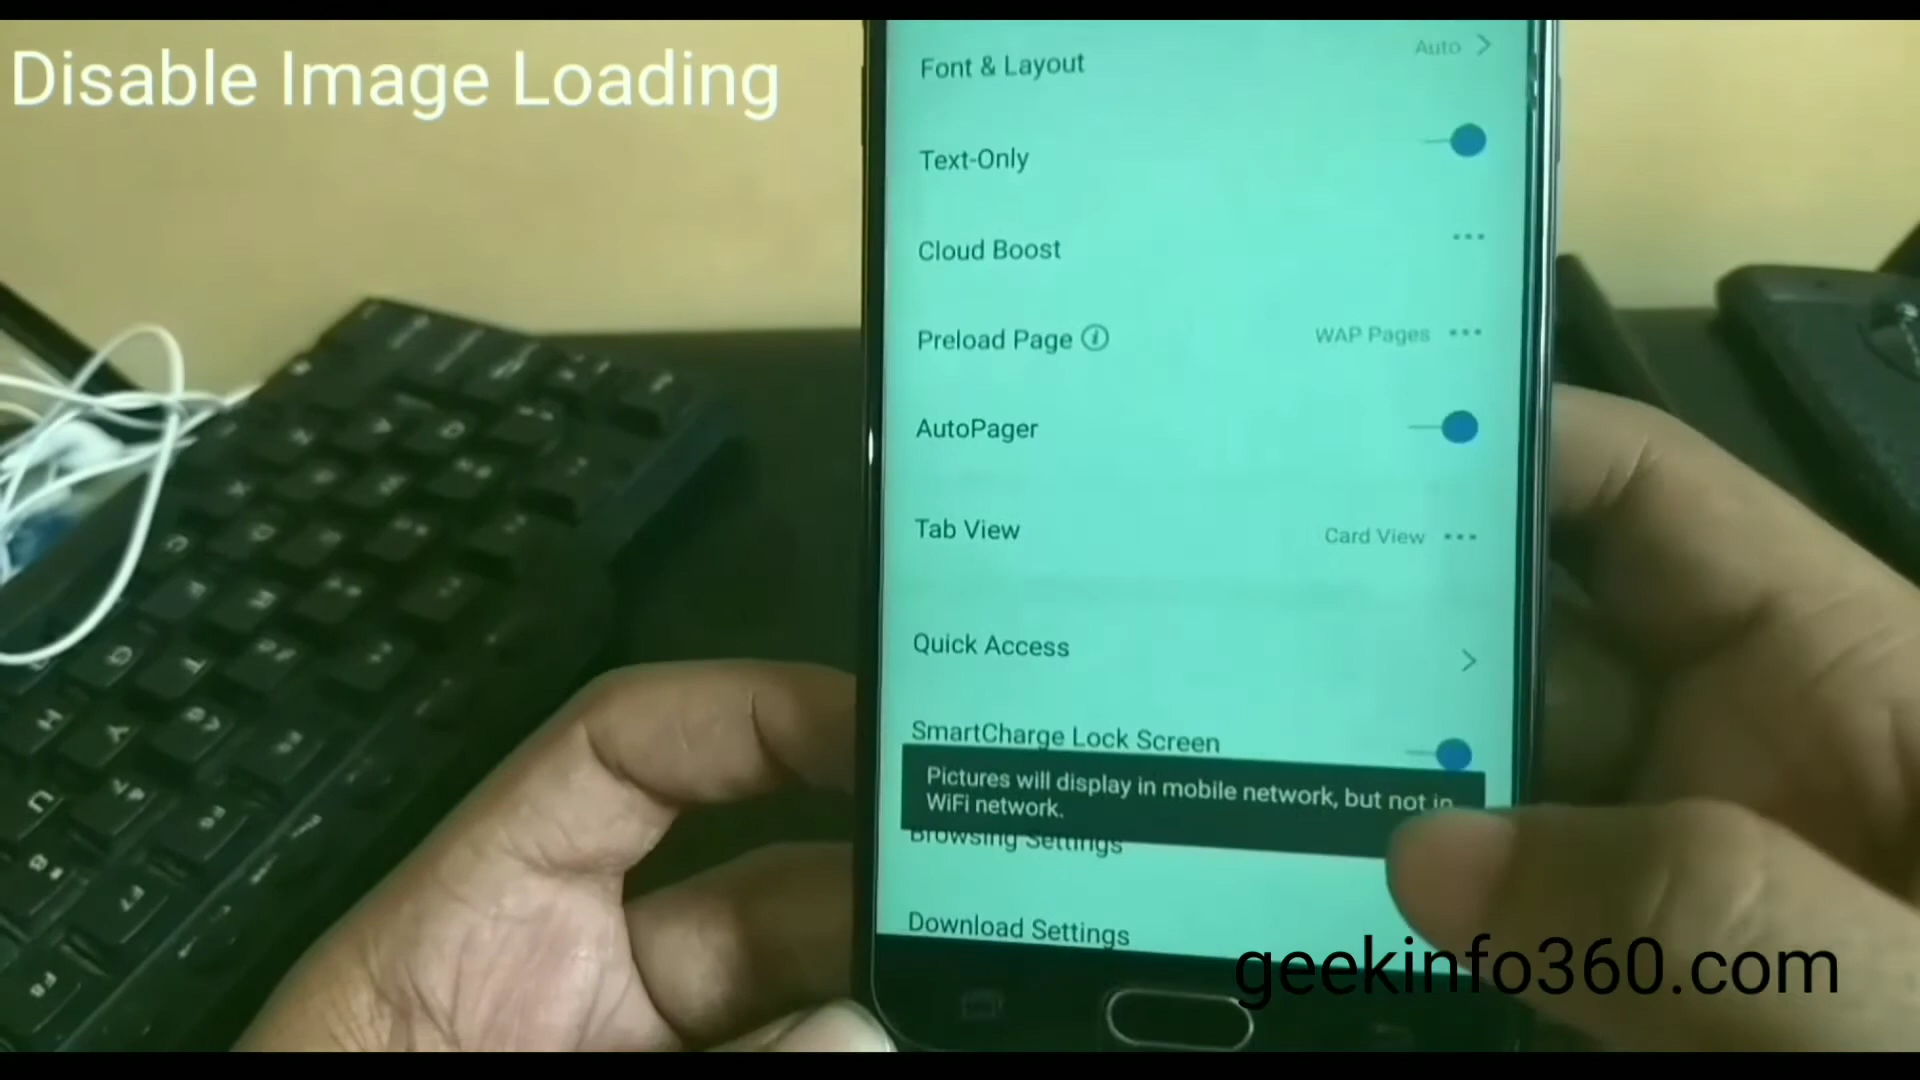 Disable Image Loading
Font & Layout
Auto
Text-Only
Cloud Boost
Preload Page
WAP Pages
AutoPager
Tab View
Card View
Quick Access
SmartCharge Lock Screen
Pictures will display in mobile network, but not in
WiFi network.
Browsing Settings
Download Settings
geekinfo360.com